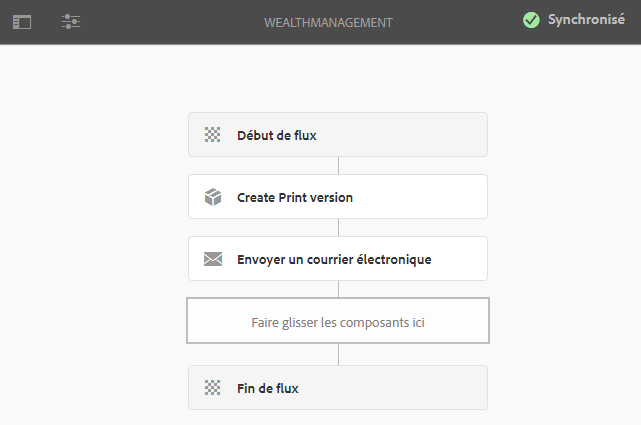 WEALTHMANAGEMENT
Synchronisé
Début de flux
Create Print version
Envoyer un courrier électronique
Faire glisser les composants ici
Fin de flux